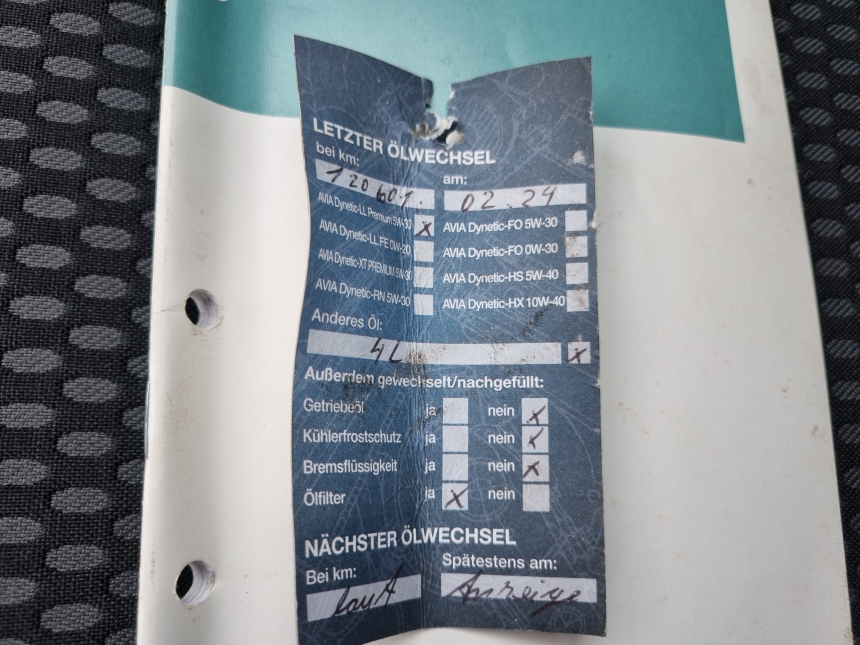 LETZTER ÖLWECHSEL
bei km: am:
120 601. 02.24
AVIA Dynetic-LL Premium 5W-30 X AVIA Dynetic-FO 5W-30
AVIA Dynetic-LL FE 0W-20 AVIA Dynetic-FO 0W-30
AVIA Dynetic-XT PREMIUM 5W-30 AVIA Dynetic-HS 5W-40
AVIA Dynetic-RN 5W-30 AVIA Dynetic-HX 10W-40
Anderes Öl:
4L X
Außerdem gewechselt/nachgefüllt:
Getriebeöl ja nein X
Kühlerfrostschutz ja nein X
Bremsflüssigkeit ja nein X
Ölfilter ja X nein
NÄCHSTER ÖLWECHSEL
Bei km: Spätestens am:
laut Anzeige